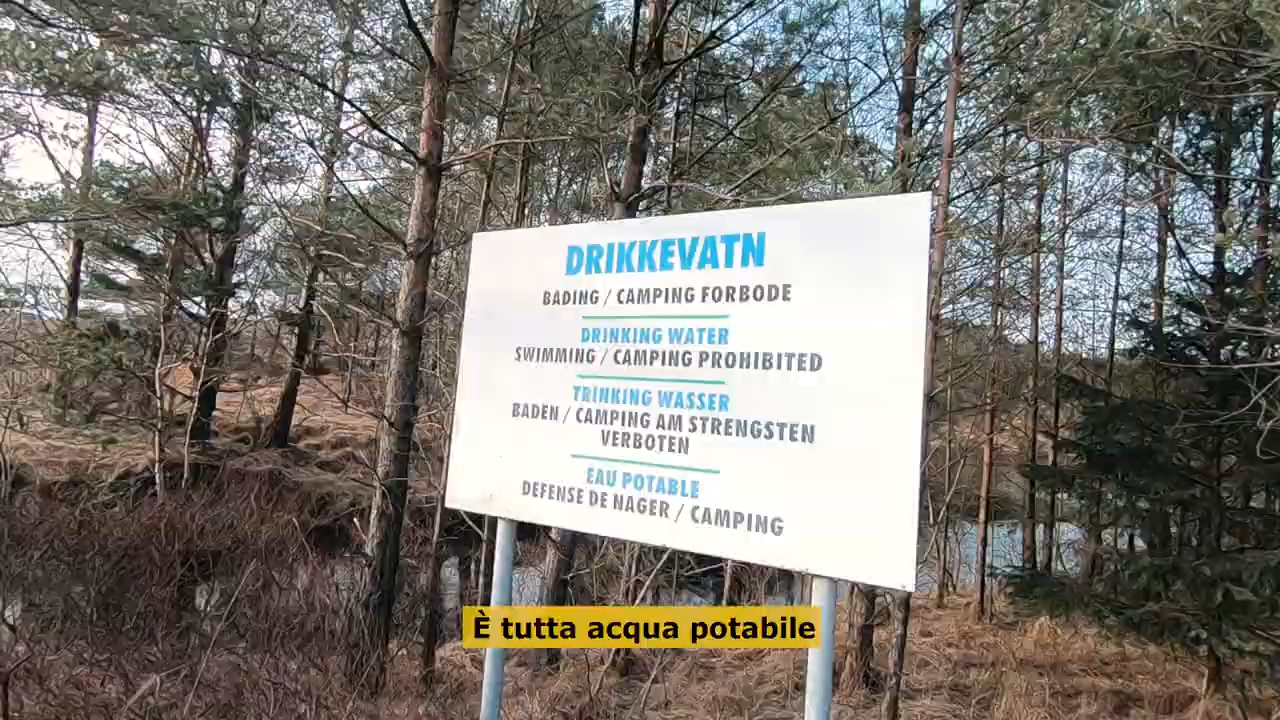 DRIKKEVATN
BADING / CAMPING FORBODE
DRINKING WATER
SWIMMING / CAMPING PROHIBITED
TRINKING WASSER
BADEN / CAMPING AM STRENGSTEN
VERBOTEN
EAU POTABLE
DEFENSE DE NAGER / CAMPING
È tutta acqua potabile